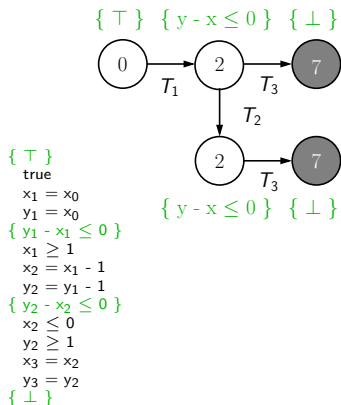 { ⊤ } { y - x ≤ 0 } { ⊥ }
0 2 7
T₁ T₃
T₂
2 7
T₃
{ y - x ≤ 0 } { ⊥ }
{ ⊤ }
true
x₁ = x₀
y₁ = x₀
{ y₁ - x₁ ≤ 0 }
x₁ ≥ 1
x₂ = x₁ - 1
y₂ = y₁ - 1
{ y₂ - x₂ ≤ 0 }
x₂ ≤ 0
y₂ ≥ 1
x₃ = x₂
y₃ = y₂
{ ⊥ }